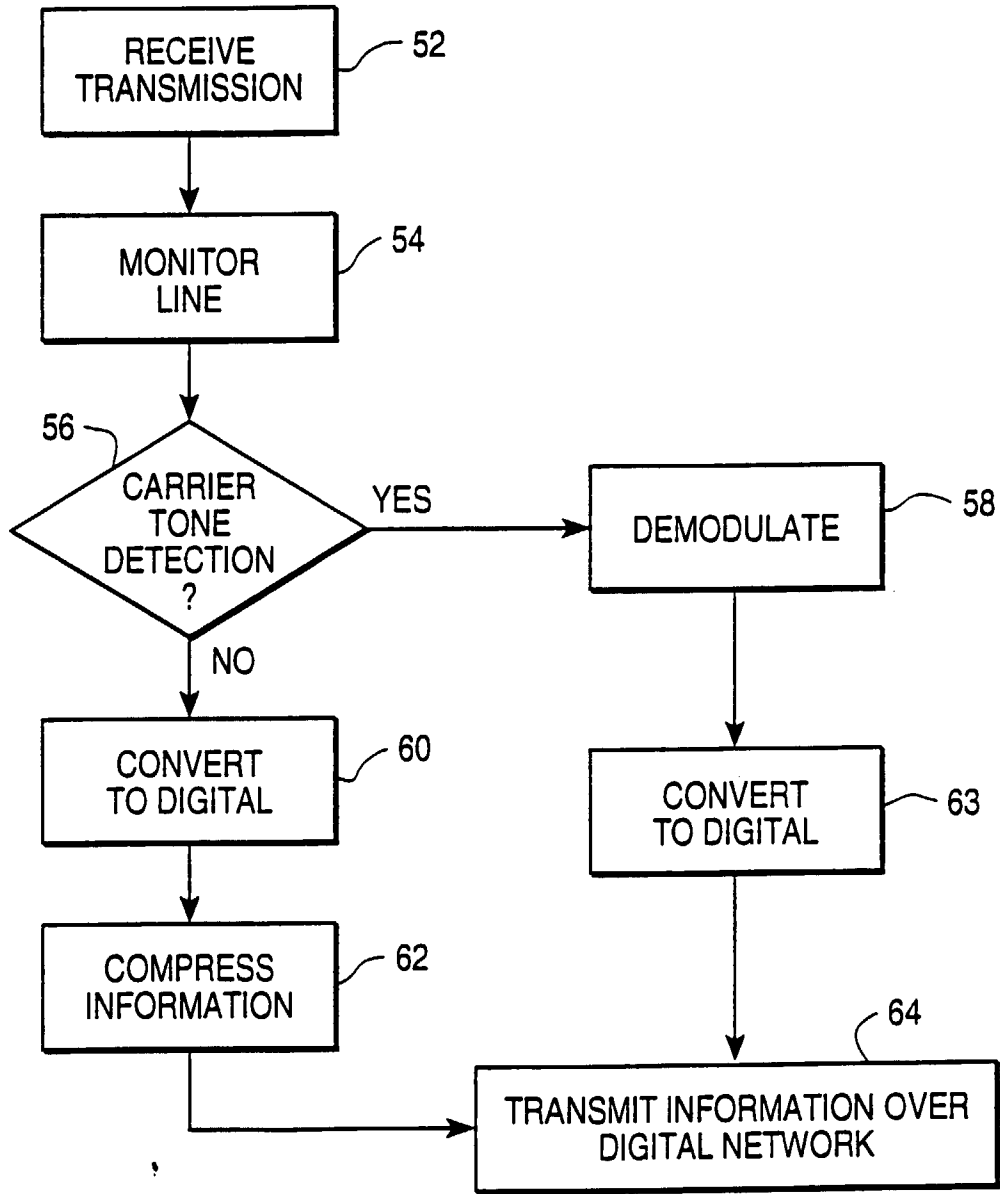 RECEIVE
TRANSMISSION
52
MONITOR
LINE
54
56
CARRIER
TONE
DETECTION
?
YES
NO
DEMODULATE
58
CONVERT
TO DIGITAL
60
CONVERT
TO DIGITAL
63
COMPRESS
INFORMATION
62
64
TRANSMIT INFORMATION OVER
DIGITAL NETWORK